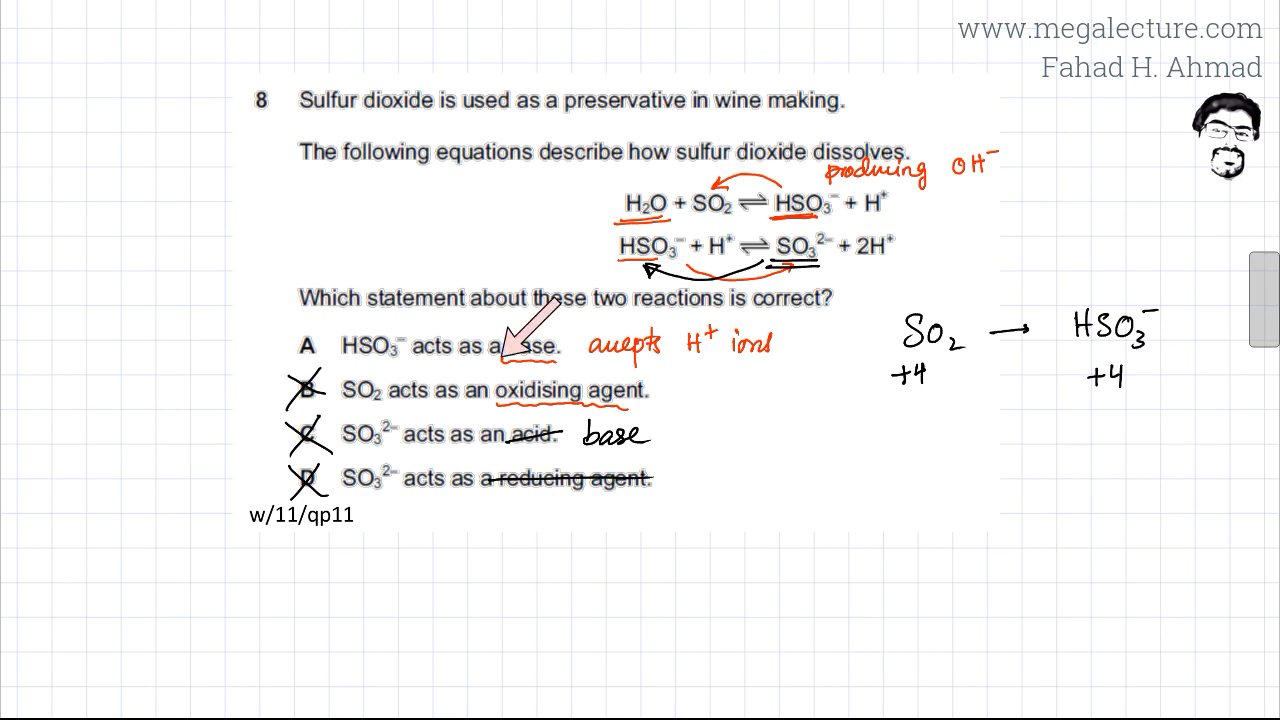 www.megalecture.com
Fahad H. Ahmad
8 Sulfur dioxide is used as a preservative in wine making.
The following equations describe how sulfur dioxide dissolves.
producing OH⁻
H₂O + SO₂ ⇌ HSO₃⁻ + H⁺
HSO₃⁻ + H⁺ ⇌ SO₃²⁻ + 2H⁺
Which statement about these two reactions is correct?
A HSO₃⁻ acts as a base. accepts H⁺ ions
B SO₂ acts as an oxidising agent.
C SO₃²⁻ acts as an acid. base
D SO₃²⁻ acts as a reducing agent.
w/11/qp11
SO₂ → HSO₃⁻
+4 +4